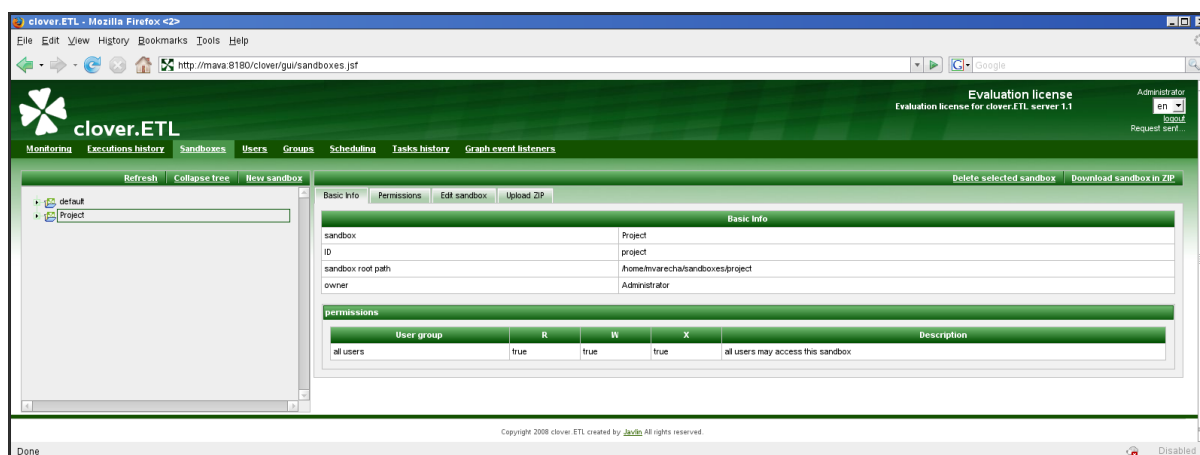 clover.ETL - Mozilla Firefox <2>
File Edit View History Bookmarks Tools Help
http://mava:8180/clover/gui/sandboxes.jsf
G Google
Evaluation license
Evaluation license for clover.ETL server 1.1
Administrator
en
logout
Request sent...
clover.ETL
Monitoring Executions history Sandboxes Users Groups Scheduling Tasks history Graph event listeners
Refresh Collapse tree New sandbox
Delete selected sandbox Download sandbox in ZIP
default
Project
Basic Info Permissions Edit sandbox Upload ZIP
Basic Info
sandbox Project
ID project
sandbox root path /home/mvarecha/sandboxes/project
owner Administrator
permissions
User group R W X Description
all users true true true all users may access this sandbox
Copyright 2008 clover.ETL created by Javlin All rights reserved.
Done
Disabled